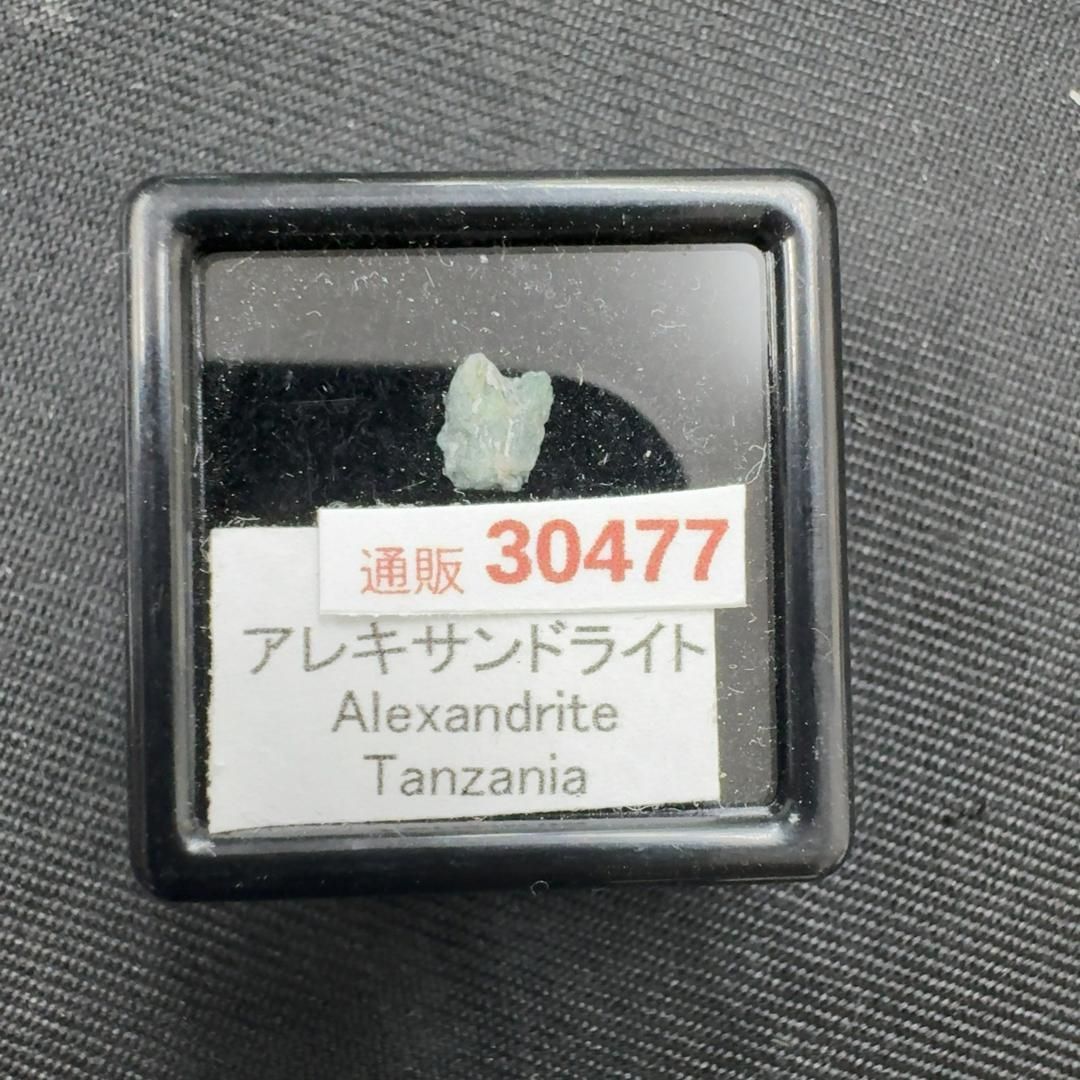 通販 30477
アレキサンドライト
Alexandrite
Tanzania